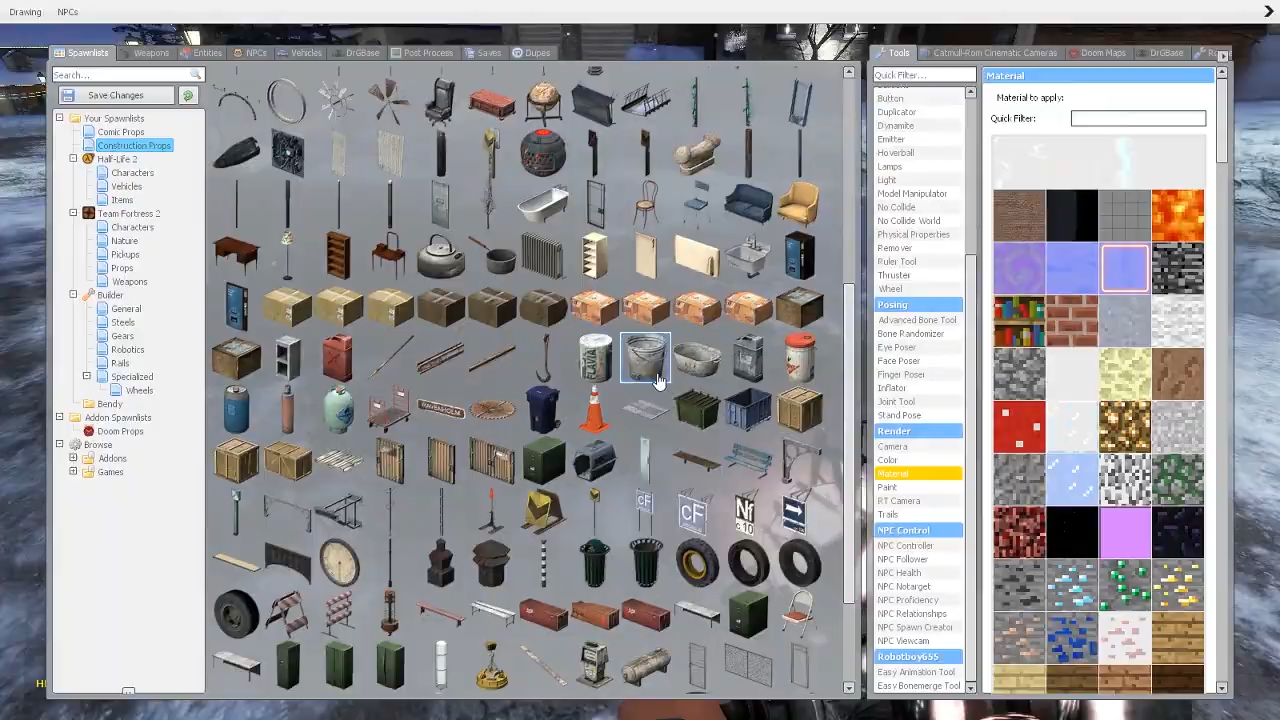 Drawing NPCs
Spawnlists Weapons Entities NPCs Vehicles DrGBase Post Process Saves Dupes
Tools Catmull-Rom Cinematic Cameras Doom Maps DrGBase
Search...
Save Changes
Your Spawnlists
Comic Props
Construction Props
Half-Life 2
Characters
Vehicles
Items
Team Fortress 2
Characters
Nature
Pickups
Props
Weapons
Builder
General
Steels
Gears
Robotics
Rails
Specialized
Wheels
Bendy
Addon Spawnlists
Doom Props
Browse
Addons
Games
FLAVIA
RAVENHOLM
CF
CF
Nf
Quick Filter...
Button
Duplicator
Dynamite
Emitter
Hoverball
Lamps
Light
Model Manipulator
No Collide
No Collide World
Physical Properties
Remover
Ruler Tool
Thruster
Wheel
Posing
Advanced Bone Tool
Bone Randomizer
Eye Poser
Face Poser
Finger Poser
Inflator
Joint Tool
Stand Pose
Render
Camera
Color
Material
Paint
RT Camera
Trails
NPC Control
NPC Controller
NPC Follower
NPC Health
NPC Notarget
NPC Proficiency
NPC Relationships
NPC Spawn Creator
NPC Viewcam
Robotboy655
Easy Animation Tool
Easy Bonemerge Tool
Material
Material to apply:
Quick Filter: